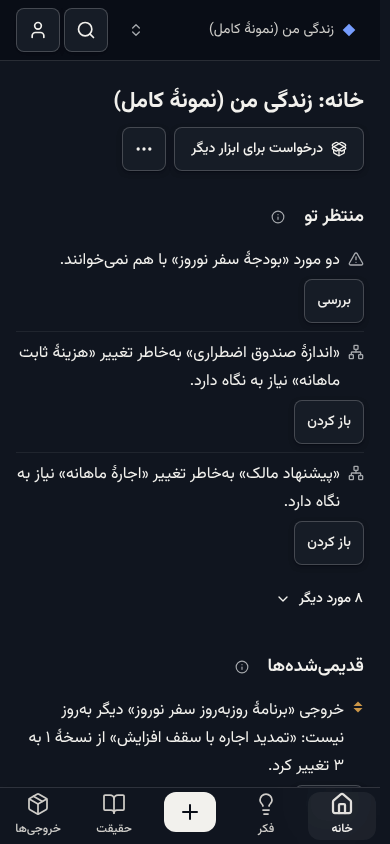 زندگی من (نمونهٔ کامل)
خانه: زندگی من (نمونهٔ کامل)
درخواست برای ابزار دیگر
منتظر تو
دو مورد «بودجهٔ سفر نوروز» با هم نمی‌خوانند.
بررسی
«اندازهٔ صندوق اضطراری» به‌خاطر تغییر «هزینهٔ ثابت
ماهانه» نیاز به نگاه دارد.
باز کردن
«پیشنهاد مالک» به‌خاطر تغییر «اجارهٔ ماهانه» نیاز به
نگاه دارد.
باز کردن
۸ مورد دیگر
قدیمی‌شده‌ها
خروجی «برنامهٔ روزبه‌روز سفر نوروز» دیگر به‌روز
نیست: «تمدید اجاره با سقف افزایش» از نسخهٔ ۱ به
۳ تغییر کرد.
خانه
فکر
حقیقت
خروجی‌ها